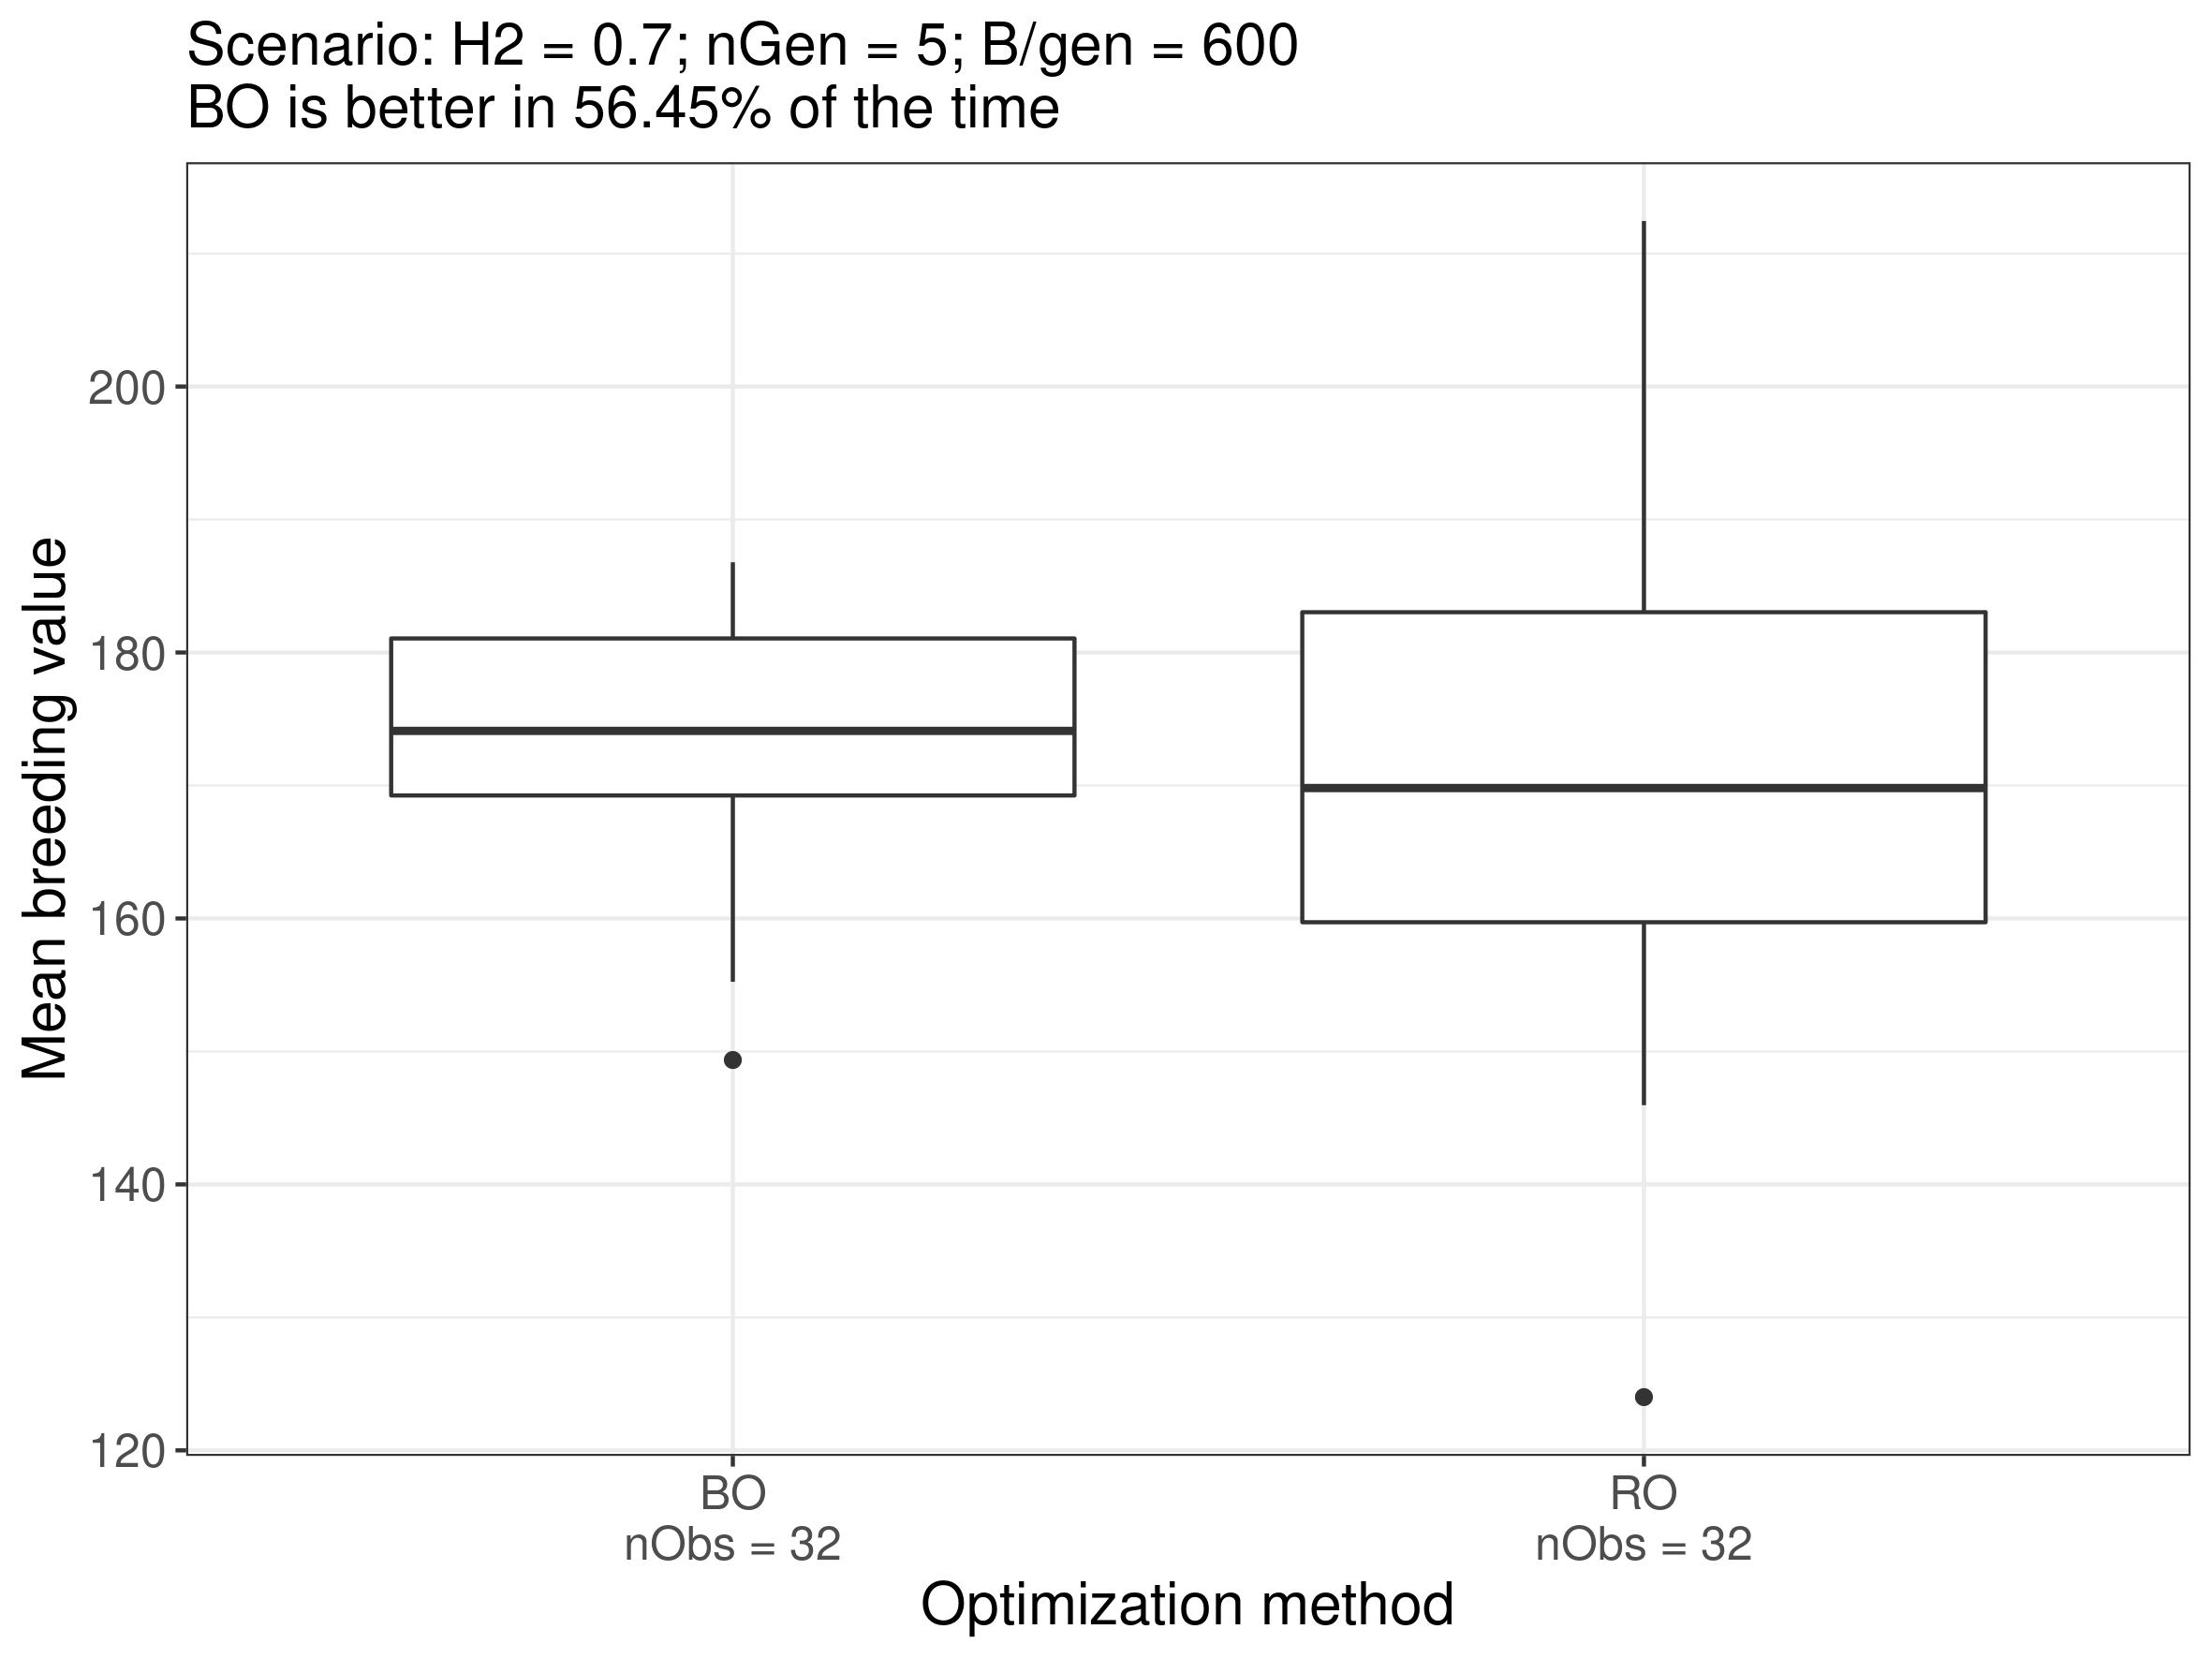 Scenario: H2 = 0.7; nGen = 5; B/gen = 600
BO is better in 56.45% of the time
Mean breeding value
200
180
160
140
120
BO
nObs = 32
RO
nObs = 32
Optimization method